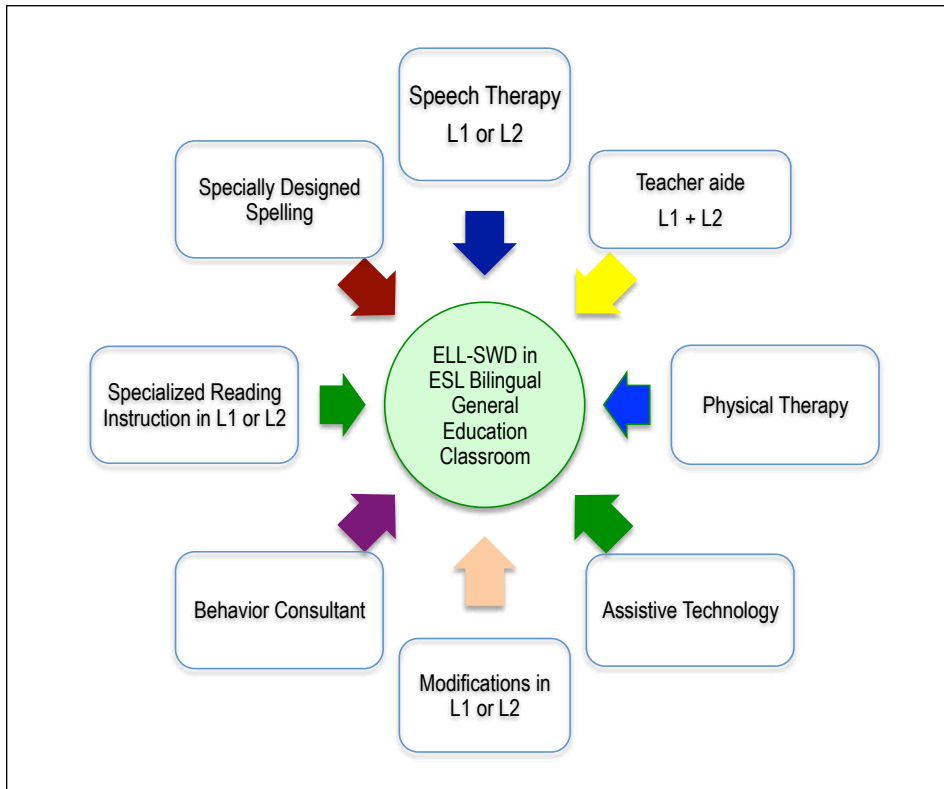 Speech Therapy
L1 or L2
Teacher aide
L1 + L2
Physical Therapy
Assistive Technology
Modifications in
L1 or L2
Behavior Consultant
Specialized Reading
Instruction in L1 or L2
Specially Designed
Spelling
ELL-SWD in
ESL Bilingual
General
Education
Classroom